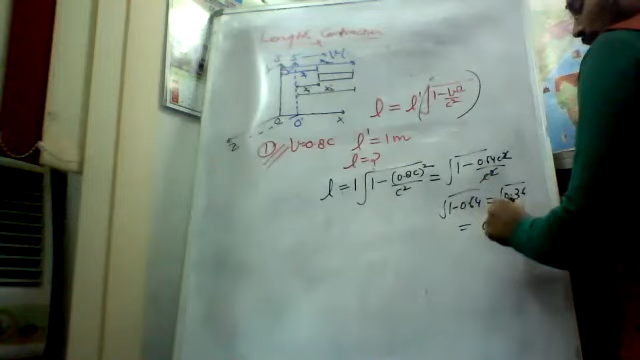 Length Contraction
S S' → V
l = l'(√1-v²/c²)
O O' X
Z
① V=0.8C l' = 1m
l = ?
l = 1√1-(0.8C)²/C² = √1-0.64C²/C²
√1-0.64 = √0.36
=